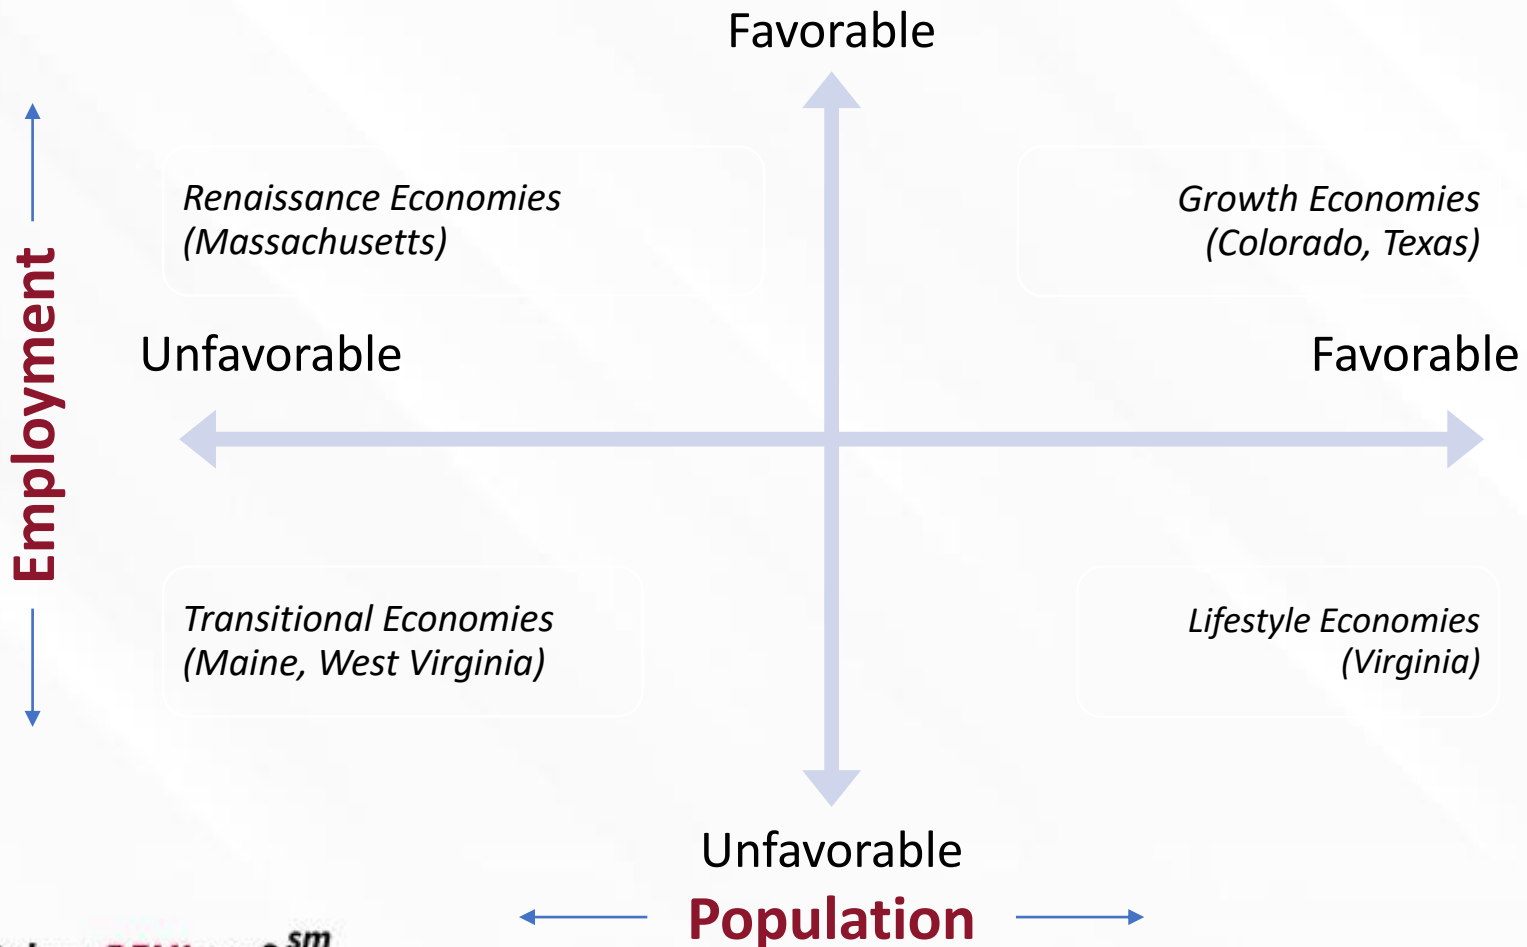 Favorable
Renaissance Economies
(Massachusetts)
Growth Economies
(Colorado, Texas)
Employment
Unfavorable
Favorable
Transitional Economies
(Maine, West Virginia)
Lifestyle Economies
(Virginia)
Unfavorable
Population
sm